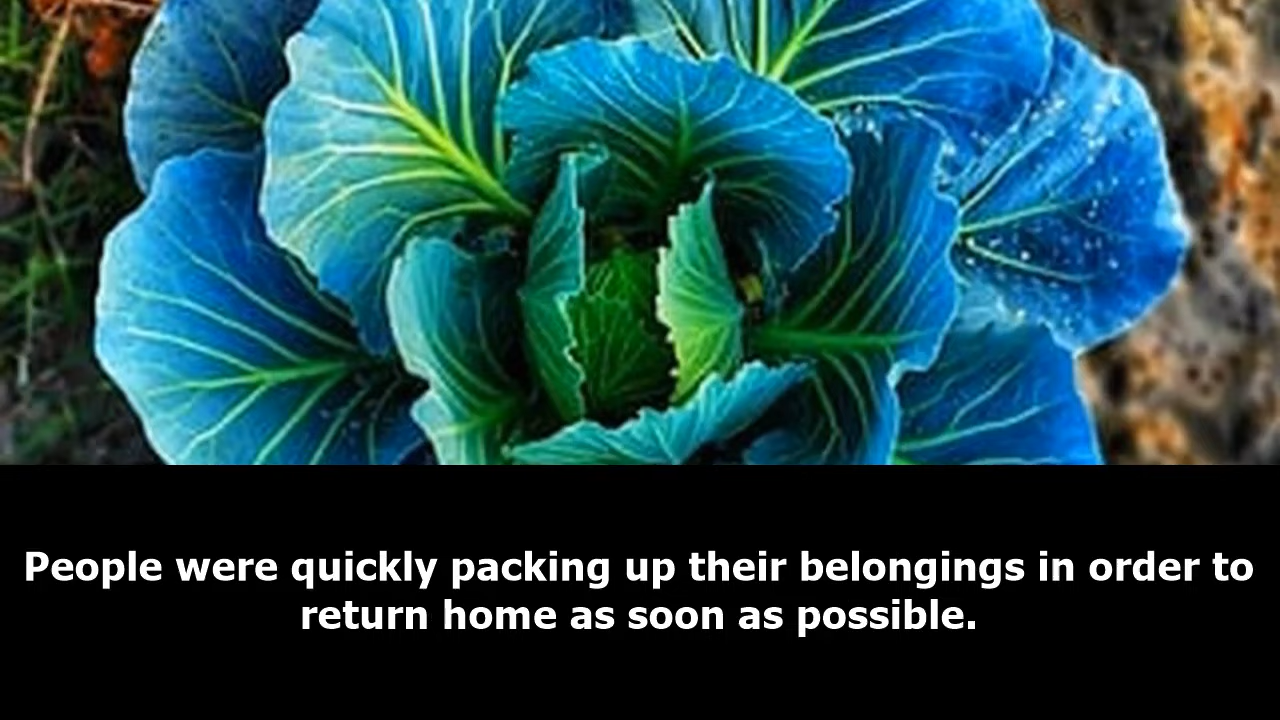 People were quickly packing up their belongings in order to
return home as soon as possible.